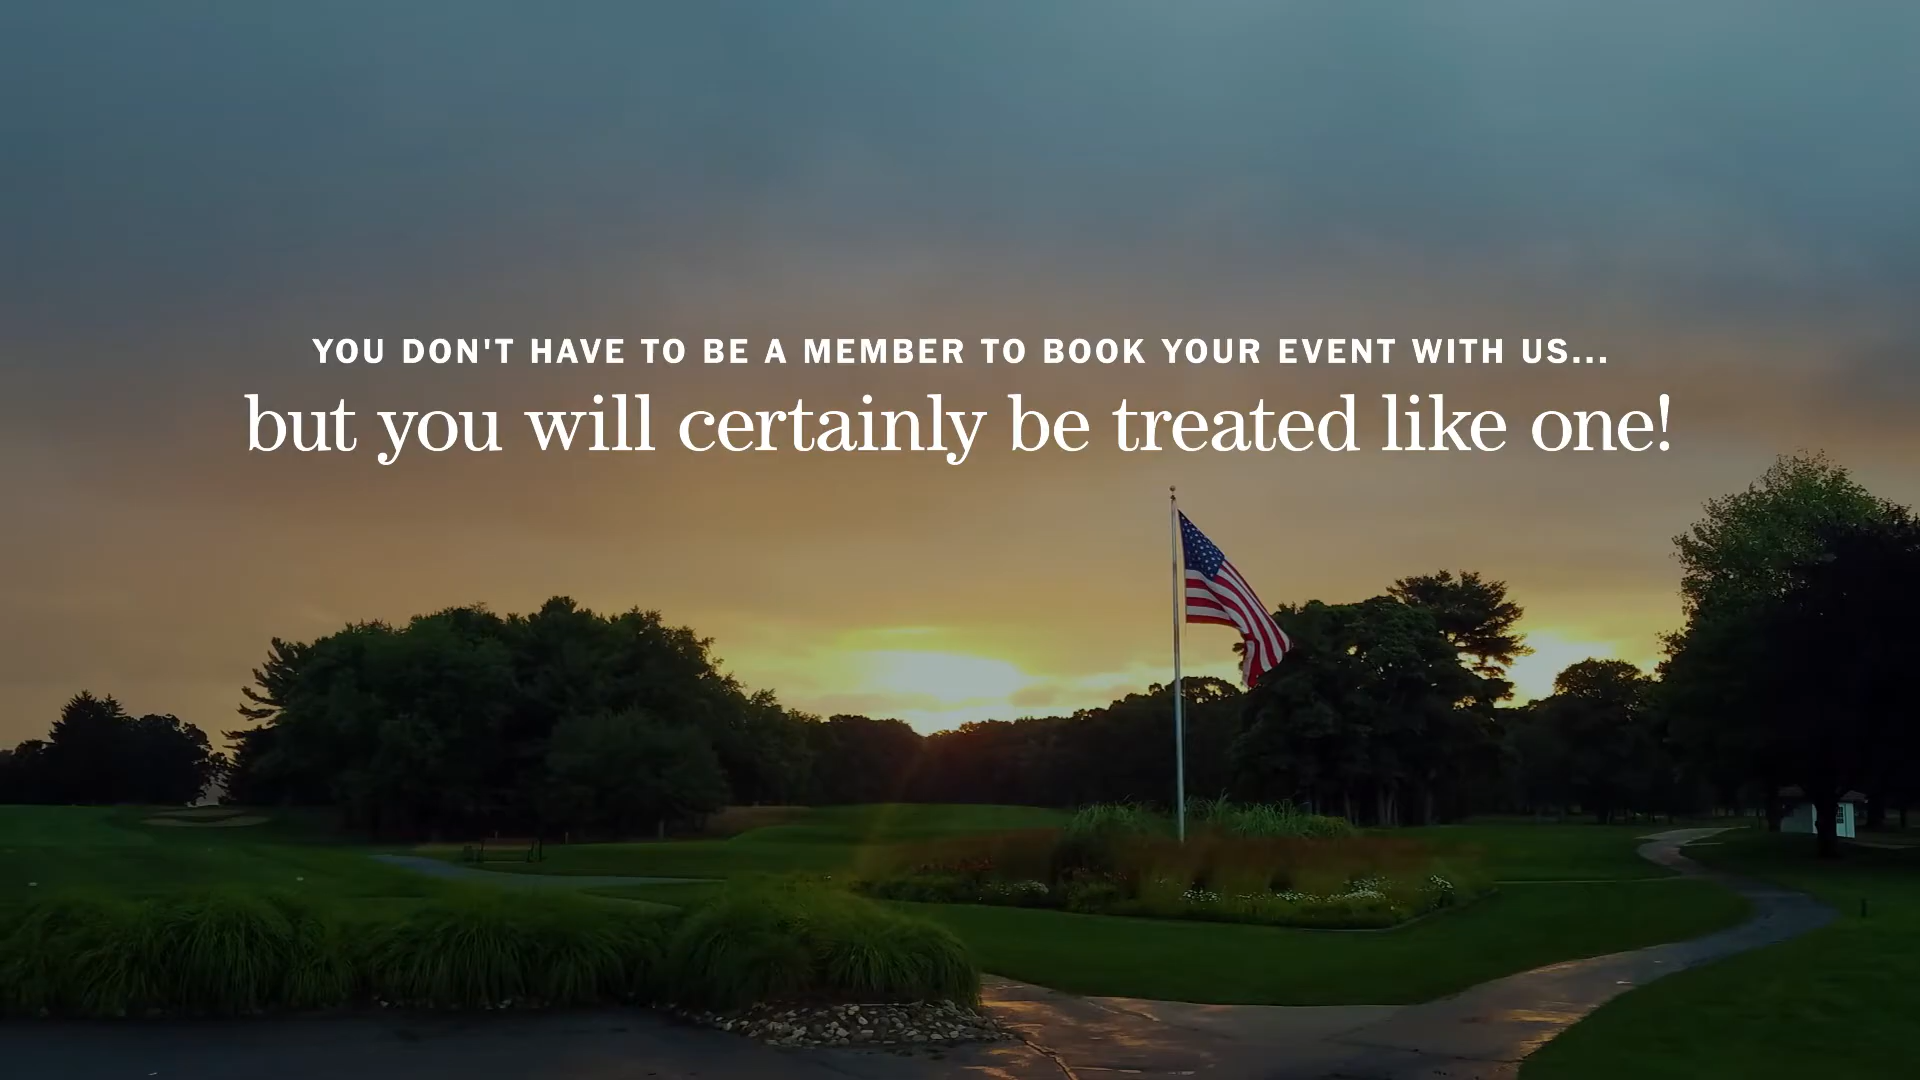 YOU DON'T HAVE TO BE A MEMBER TO BOOK YOUR EVENT WITH US...
but you will certainly be treated like one!